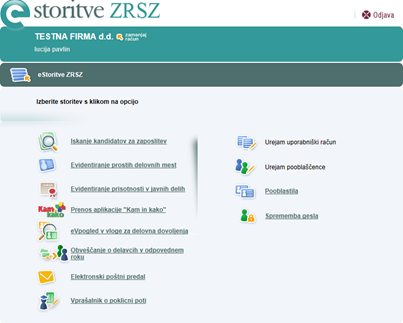 e storitve ZRSZ
Odjava
TESTNA FIRMA d.d. zamenjaj
račun
lucija pavlin
eStoritve ZRSZ
Izberite storitev s klikom na opcijo
Iskanje kandidatov za zaposlitev
Evidentiranje prostih delovnih mest
Evidentiranje prisotnosti v javnih delih
Kam in
kako
Prenos aplikacije "Kam in kako"
eVpogled v vloge za delovna dovoljenja
Obveščanje o delavcih v odpovednem
roku
Elektronski poštni predal
Vprašalnik o poklicni poti
Urejam uporabniški račun
Urejam pooblaščence
Pooblastila
Sprememba gesla